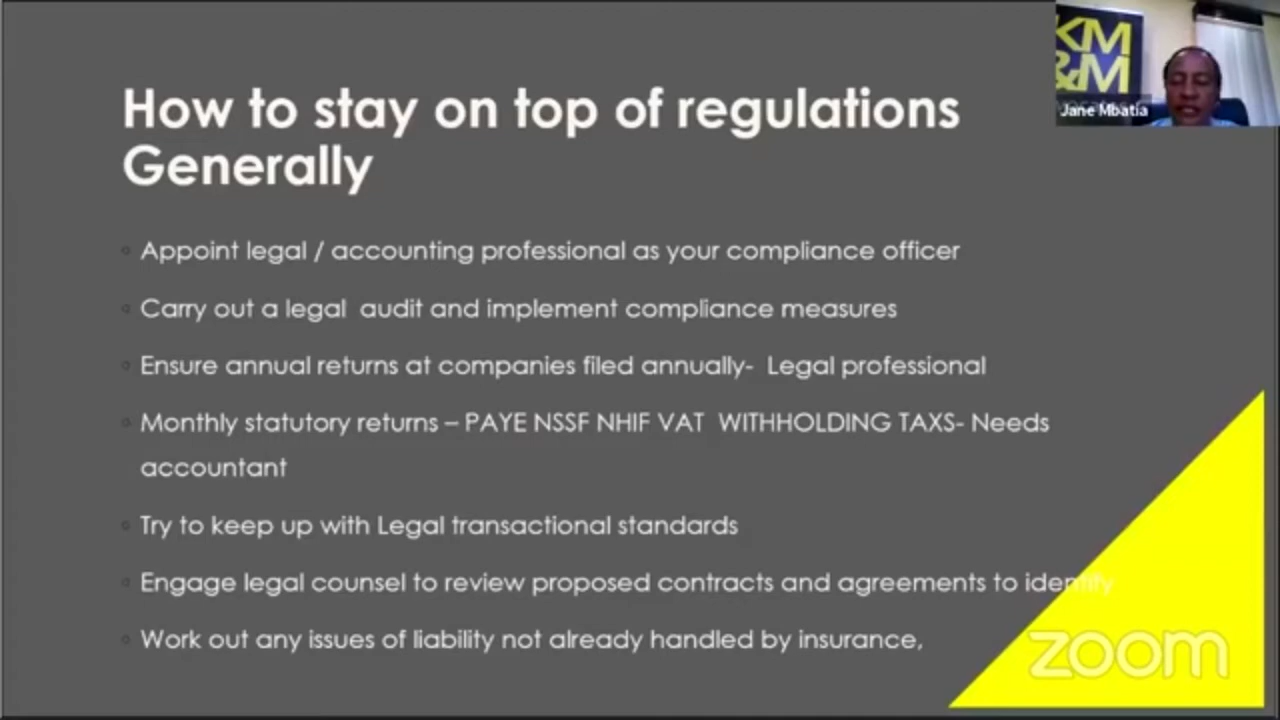 KM
&M
Jane Mbatia
How to stay on top of regulations
Generally
Appoint legal / accounting professional as your compliance officer
Carry out a legal audit and implement compliance measures
Ensure annual returns at companies filed annually- Legal professional
Monthly statutory returns – PAYE NSSF NHIF VAT WITHHOLDING TAXS- Needs
accountant
Try to keep up with Legal transactional standards
Engage legal counsel to review proposed contracts and agreements to identify
Work out any issues of liability not already handled by insurance,
zoom